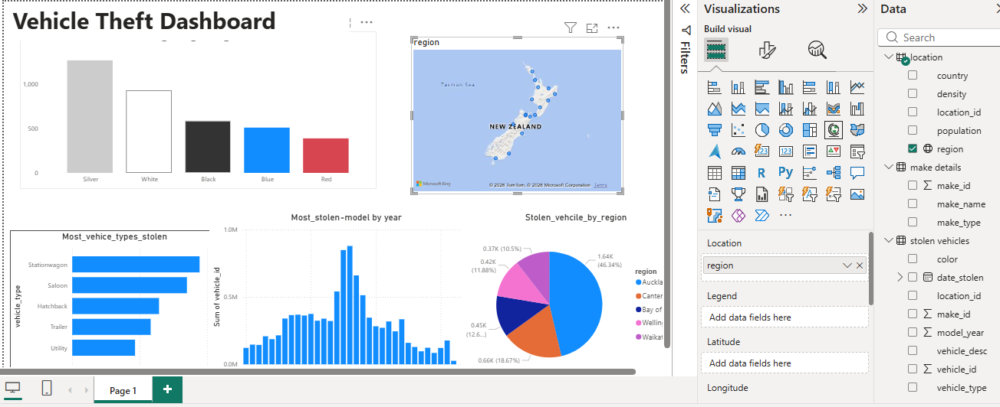 Vehicle Theft Dashboard
1,000
500
0
Silver
White
Black
Blue
Red
region
Tasman Sea
NEW ZEALAND
Microsoft Bing
© 2026 TomTom, © 2026 Microsoft Corporation Terms
Most_vehice_types_stolen
vehicle_type
Stationwagon
Saloon
Hatchback
Trailer
Utility
Most_stolen-model by year
Sum of vehicle_id
1.0M
0.5M
0.0M
Stolen_vehcile_by_region
0.37K (10.5%)
0.42K
(11.88%)
0.45K
(12.6...)
0.66K (18.67%)
1.64K
(46.34%)
region
Auckla
Canter
Bay of
Welling
Waikat
Page 1
+
Filters
Visualizations
Build visual
123
123
R
Py
Location
region
Legend
Add data fields here
Latitude
Add data fields here
Longitude
Data
Search
location
country
density
location_id
population
region
make details
make_id
make_name
make_type
stolen vehicles
color
date_stolen
location_id
make_id
model_year
vehicle_desc
vehicle_id
vehicle_type